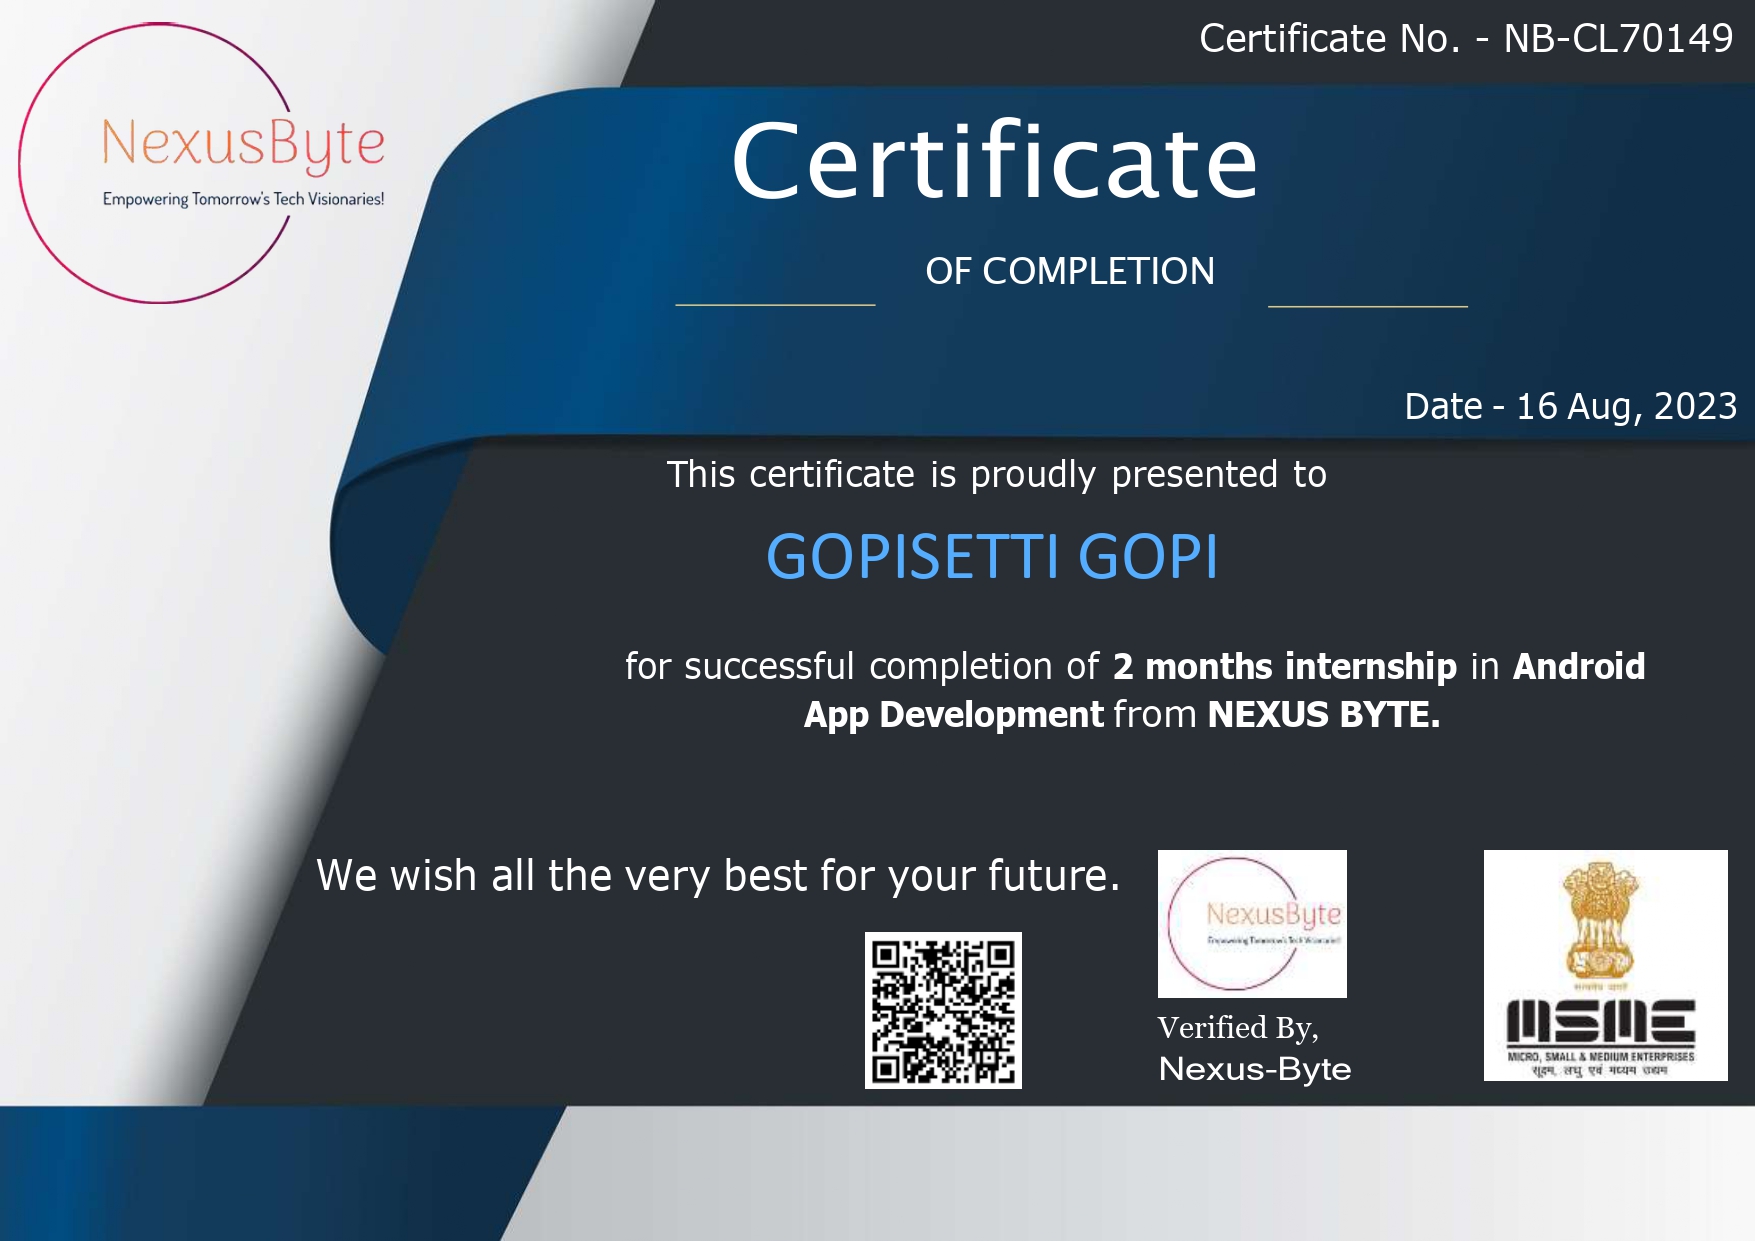 Certificate No. - NB-CL70149
NexusByte
Empowering Tomorrow's Tech Visionaries!
Certificate
OF COMPLETION
Date - 16 Aug, 2023
This certificate is proudly presented to
GOPISETTI GOPI
for successful completion of 2 months internship in Android
App Development from NEXUS BYTE.
We wish all the very best for your future.
NexusByte
Empowering Tomorrow's Tech Visionaries!
Verified By,
Nexus-Byte
सत्यमेव जयते
MSME
MICRO, SMALL & MEDIUM ENTERPRISES
सूक्ष्म, लघु एवं मध्यम उद्यम